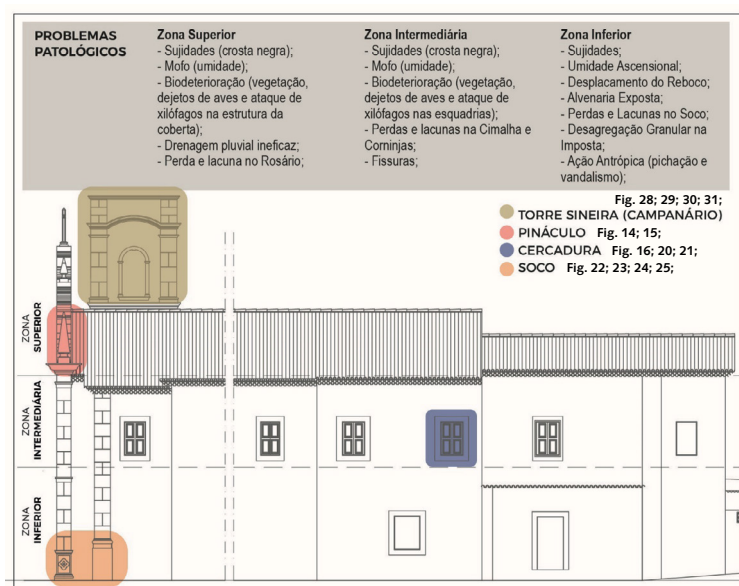 PROBLEMAS
PATOLÓGICOS
Zona Superior
- Sujidades (crosta negra);
- Mofo (umidade);
- Biodeterioração (vegetação,
dejetos de aves e ataque de
xilófagos na estrutura da
coberta);
- Drenagem pluvial ineficaz;
- Perda e lacuna no Rosário;
Zona Intermediária
- Sujidades (crosta negra);
- Mofo (umidade);
- Biodeterioração (vegetação,
dejetos de aves e ataque de
xilófagos nas esquadrias);
- Perdas e lacunas na Cimalha e
Corninjas;
- Fissuras;
Zona Inferior
- Sujidades;
- Umidade Ascensional;
- Desplacamento do Reboco;
- Alvenaria Exposta;
- Perdas e Lacunas no Soco;
- Desagregação Granular na
Imposta;
- Ação Antrópica (pichação e
vandalismo);
Fig. 28; 29; 30; 31;
TORRE SINEIRA (CAMPANÁRIO)
PINÁCULO Fig. 14; 15;
CERCADURA Fig. 16; 20; 21;
SOCO Fig. 22; 23; 24; 25;
ZONA
SUPERIOR
ZONA
INTERMEDIÁRIA
ZONA
INFERIOR